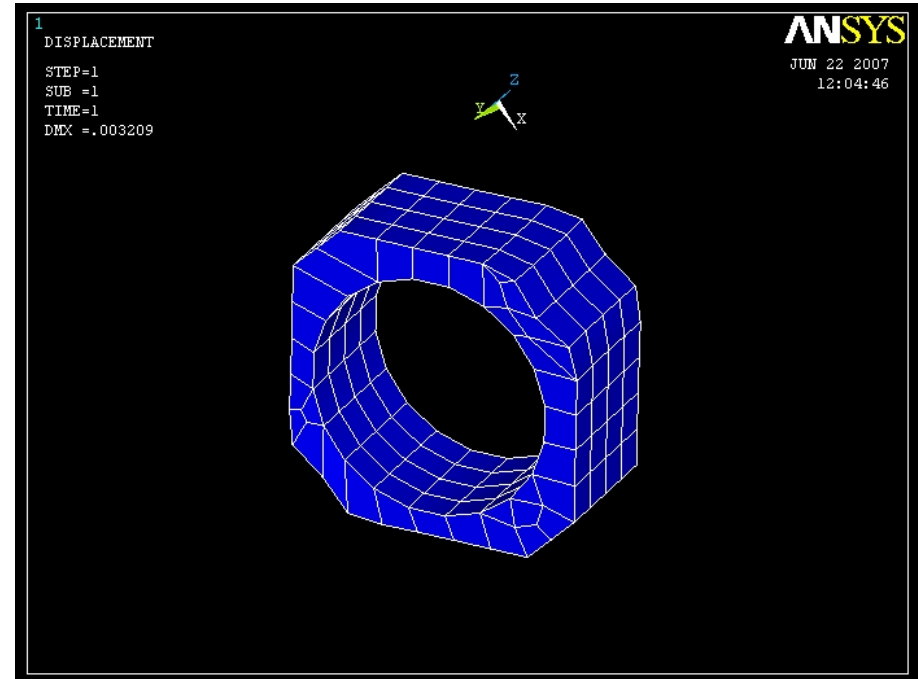 1
DISPLACEMENT
STEP=1
SUB =1
TIME=1
DMX =.003209
ANSYS
JUN 22 2007
12:04:46
Z
Y
X